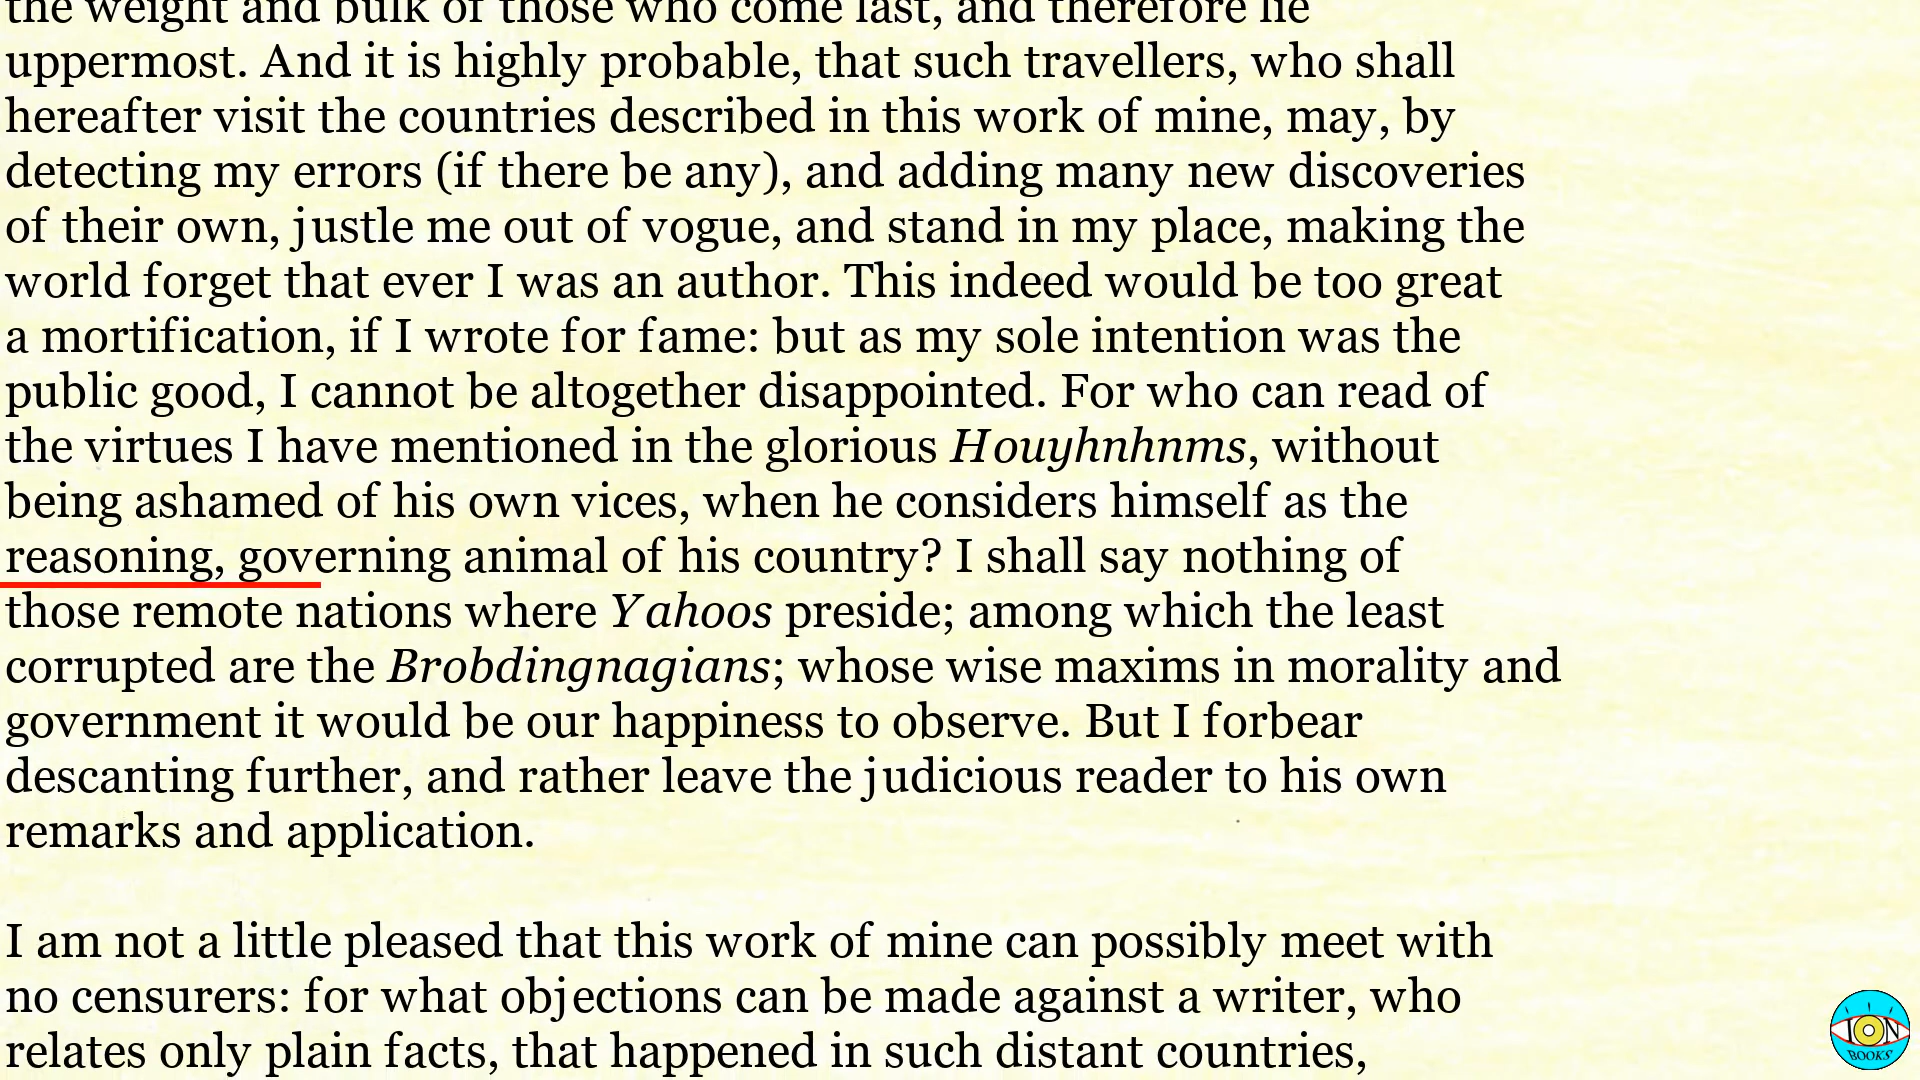 the weight and bulk of those who come last, and therefore lie
uppermost. And it is highly probable, that such travellers, who shall
hereafter visit the countries described in this work of mine, may, by
detecting my errors (if there be any), and adding many new discoveries
of their own, justle me out of vogue, and stand in my place, making the
world forget that ever I was an author. This indeed would be too great
a mortification, if I wrote for fame: but as my sole intention was the
public good, I cannot be altogether disappointed. For who can read of
the virtues I have mentioned in the glorious Houyhnhnms, without
being ashamed of his own vices, when he considers himself as the
reasoning, governing animal of his country? I shall say nothing of
those remote nations where Yahoos preside; among which the least
corrupted are the Brobdingnagians; whose wise maxims in morality and
government it would be our happiness to observe. But I forbear
descanting further, and rather leave the judicious reader to his own
remarks and application.
I am not a little pleased that this work of mine can possibly meet with
no censurers: for what objections can be made against a writer, who
relates only plain facts, that happened in such distant countries,
ION
BOOKS